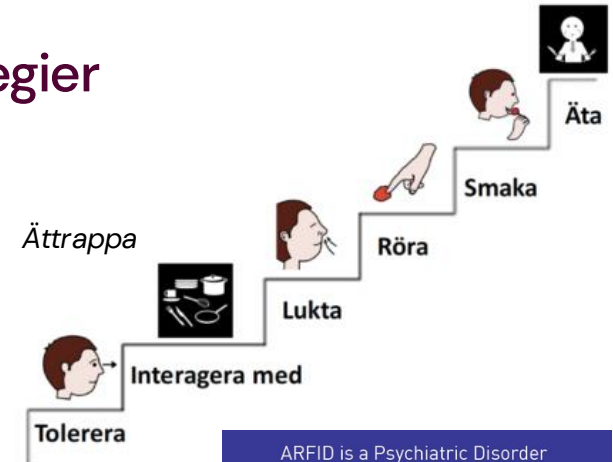 egier
Ättrappa
Äta
Smaka
Röra
Lukta
Interagera med
Tolerera
ARFID is a Psychiatric Disorder